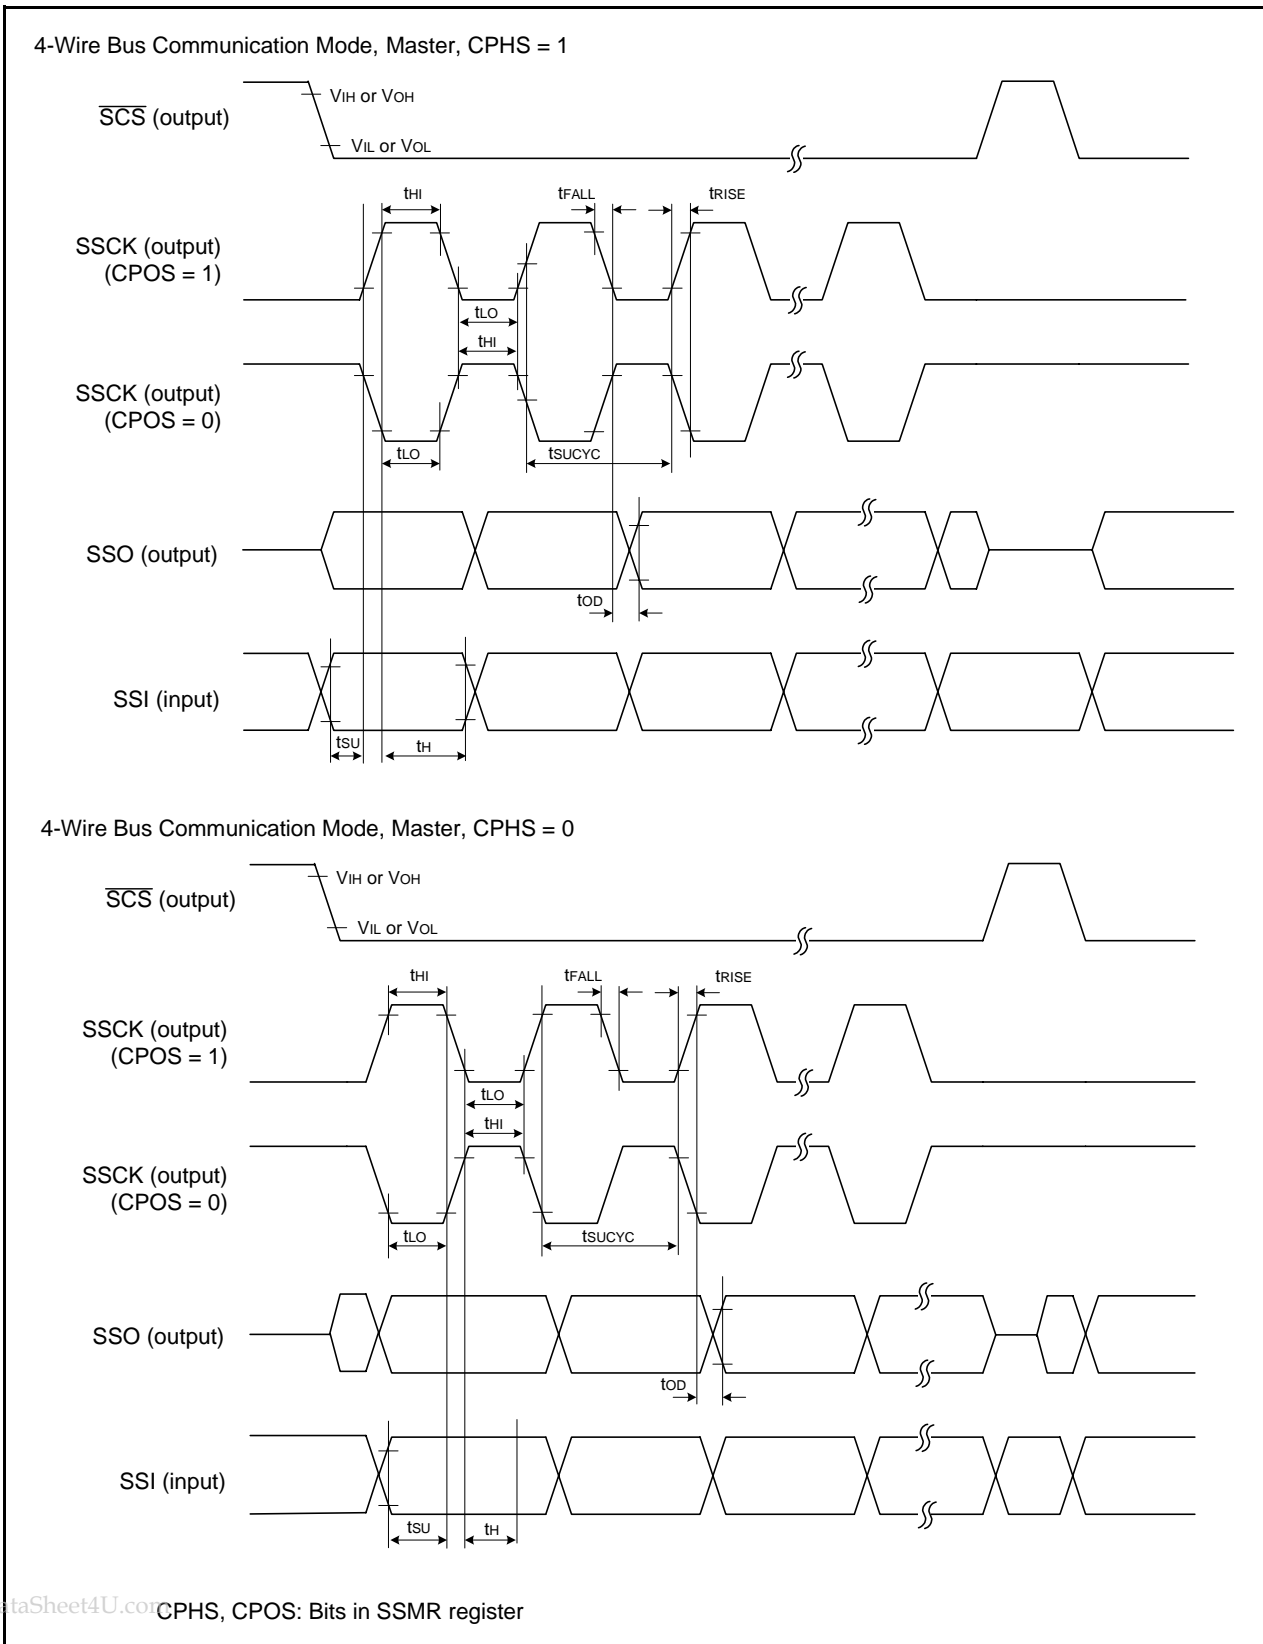 4-Wire Bus Communication Mode, Master, CPHS = 1
SCS (output)
VIH or VOH
VIL or VOL
tHI
tFALL
tRISE
SSCK (output)
(CPOS = 1)
tLO
tHI
SSCK (output)
(CPOS = 0)
tLO
tSUCYC
SSO (output)
tOD
SSI (input)
tSU
tH
4-Wire Bus Communication Mode, Master, CPHS = 0
SCS (output)
VIH or VOH
VIL or VOL
tHI
tFALL
tRISE
SSCK (output)
(CPOS = 1)
tLO
tHI
SSCK (output)
(CPOS = 0)
tLO
tSUCYC
SSO (output)
tOD
SSI (input)
tSU
tH
ataSheet4U.com
CPHS, CPOS: Bits in SSMR register